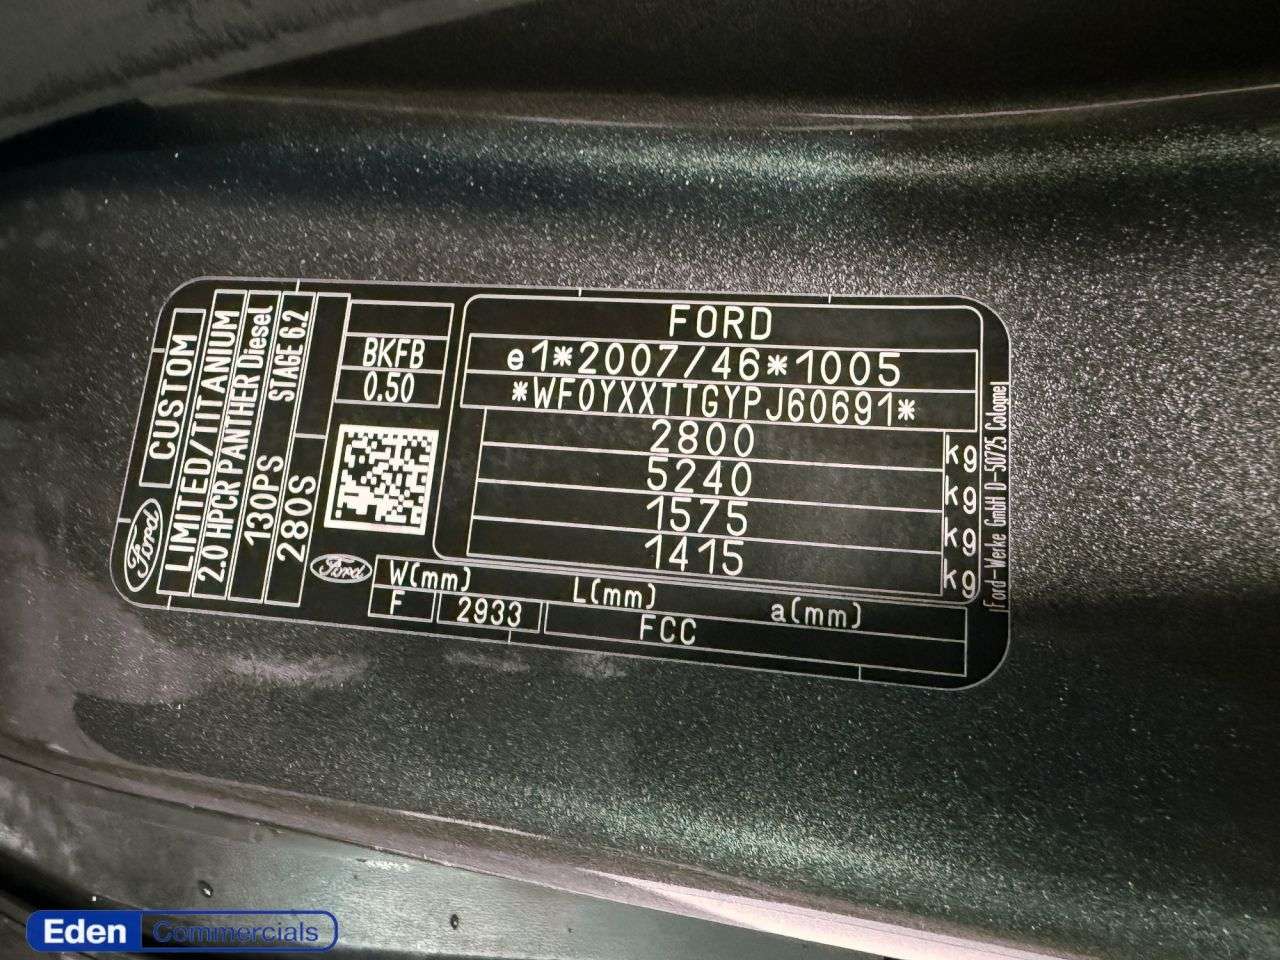 FORD
e1*2007/46*1005
*WF0YXXTTGYPJ60691*
2800 kg
5240 kg
1575 kg
1415 kg
W(mm) L(mm) a(mm)
F 2933 FCC
BKFB
0.50
Ford
Ford
CUSTOM
LIMITED/TITANIUM
2.0 HPCR PANTHER Diesel
130PS STAGE 6.2
280S
Ford-Werke GmbH D-50725 Cologne
Eden Commercials